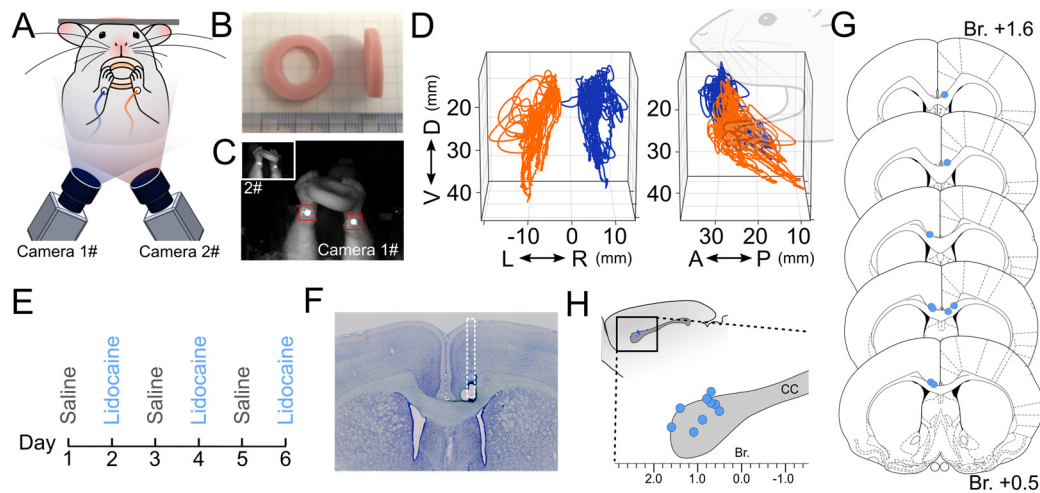 A
Camera 1#
Camera 2#
B
C
2#
Camera 1#
D
V ↔ D (mm)
20
30
40
-10
0
10
L ↔ R (mm)
20
30
40
30
20
10
A ↔ P (mm)
E
Saline
Lidocaine
Saline
Lidocaine
Saline
Lidocaine
Day
1 2 3 4 5 6
F
G
Br. +1.6
Br. +0.5
H
CC
Br.
2.0 1.0 0.0 -1.0